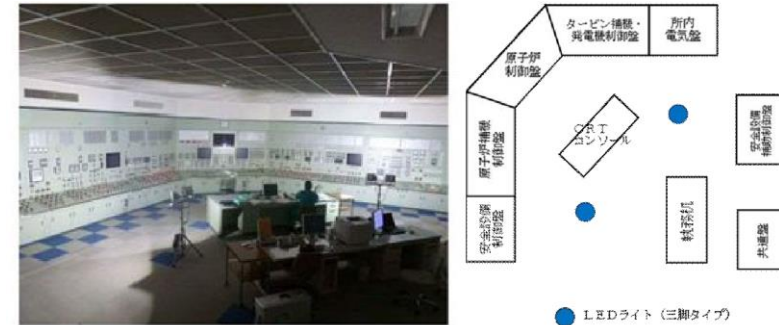 タービン補機・
発電機制御盤
所内
電気盤
原子炉
制御盤
CRT
コンソール
原子炉補機
制御盤
安全設備
補助制御盤
安全設備
制御盤
執務机
共通盤
LEDライト（三脚タイプ）